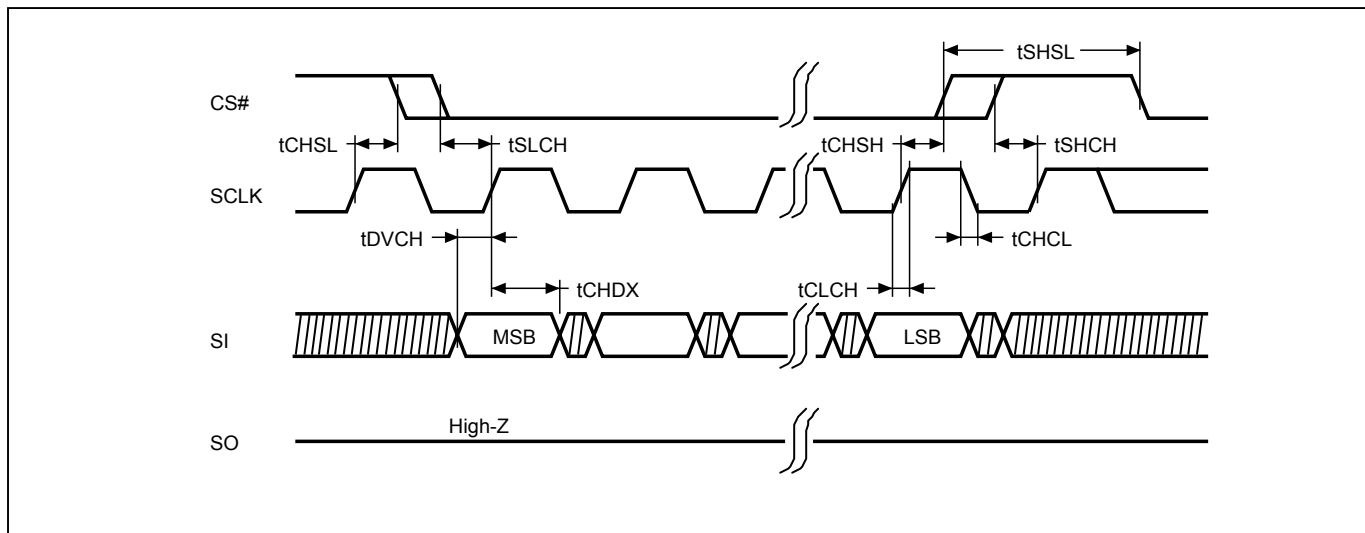 tSHSL
CS#
tCHSL
tSLCH
tCHSH
tSHCH
SCLK
tDVCH
tCHCL
tCHDX
tCLCH
SI
MSB
LSB
High-Z
SO